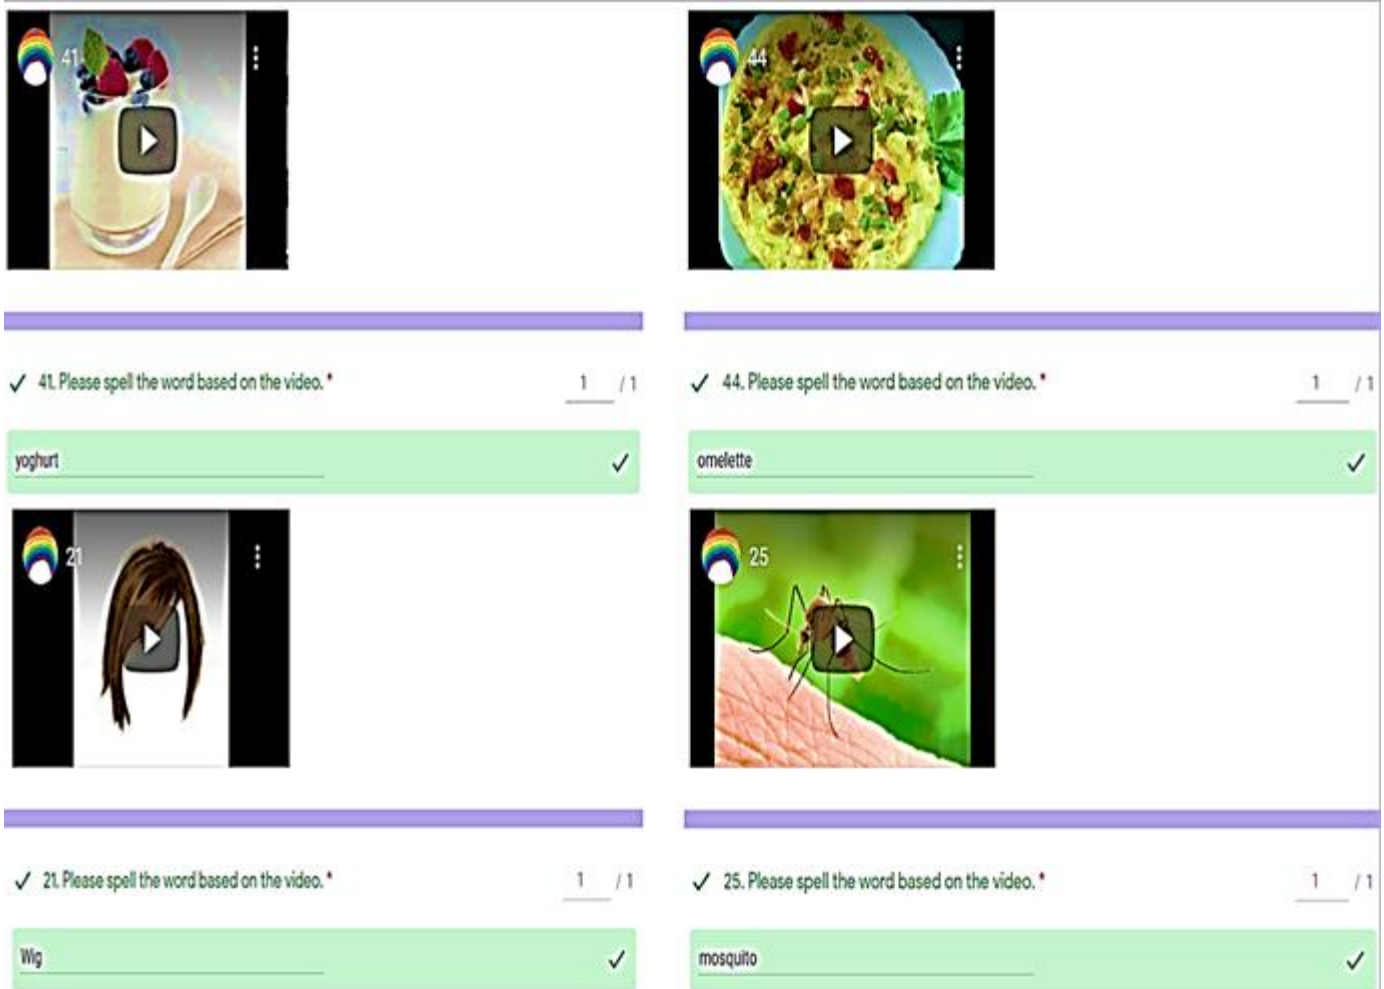 41
41. Please spell the word based on the video. *
1 / 1
yoghurt
44
44. Please spell the word based on the video. *
1 / 1
omelette
21
21. Please spell the word based on the video. *
1 / 1
Wig
25
25. Please spell the word based on the video. *
1 / 1
mosquito